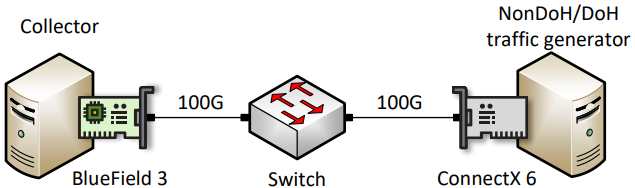 Collector
NonDoH/DoH
traffic generator
100G
100G
BlueField 3
Switch
ConnectX 6